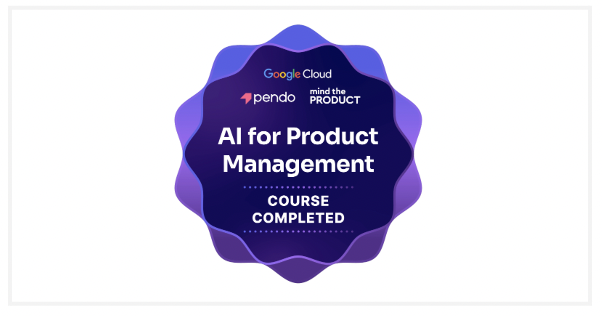 Google Cloud
pendo
mind the
PRODUCT
AI for Product
Management
COURSE
COMPLETED